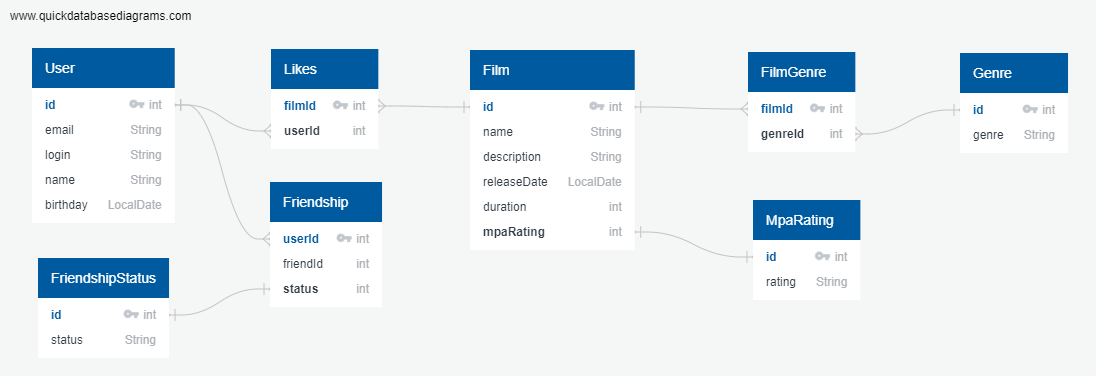 www.quickdatabasediagrams.com
User
id int
email String
login String
name String
birthday LocalDate
Likes
filmId int
userId int
Film
id int
name String
description String
releaseDate LocalDate
duration int
mpaRating int
FilmGenre
filmId int
genreId int
Genre
id int
genre String
Friendship
userId int
friendId int
status int
MpaRating
id int
rating String
FriendshipStatus
id int
status String